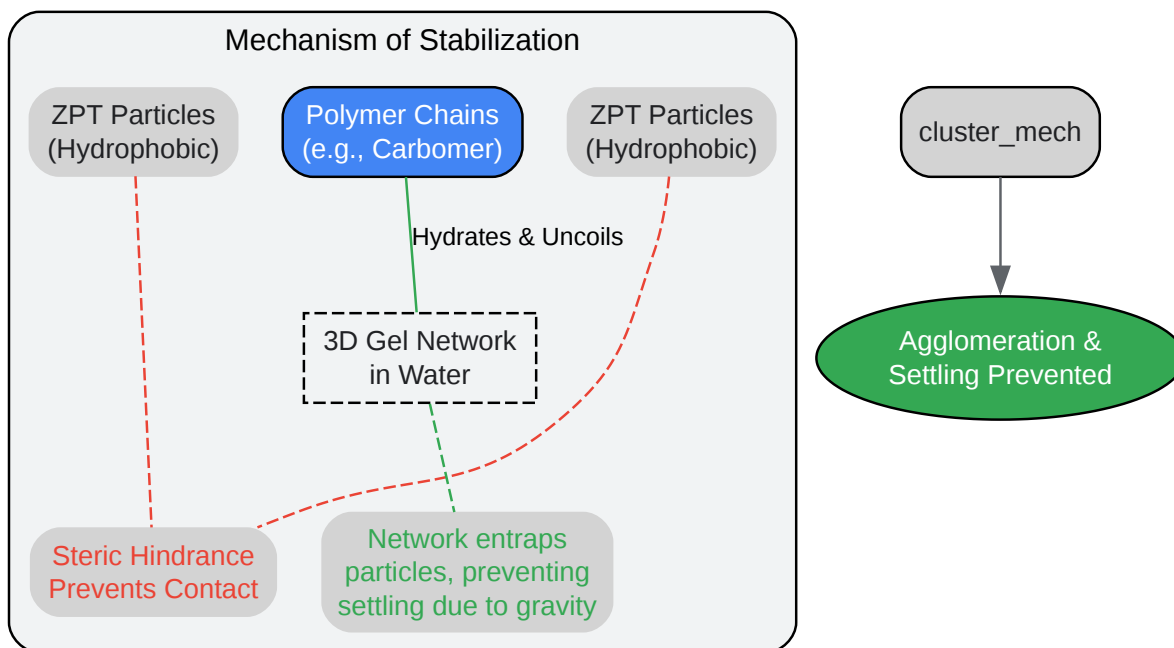 Mechanism of Stabilization
ZPT Particles
(Hydrophobic)
Polymer Chains
(e.g., Carbomer)
ZPT Particles
(Hydrophobic)
cluster_mech
Hydrates & Uncoils
3D Gel Network
in Water
Agglomeration &
Settling Prevented
Steric Hindrance
Prevents Contact
Network entraps
particles, preventing
settling due to gravity